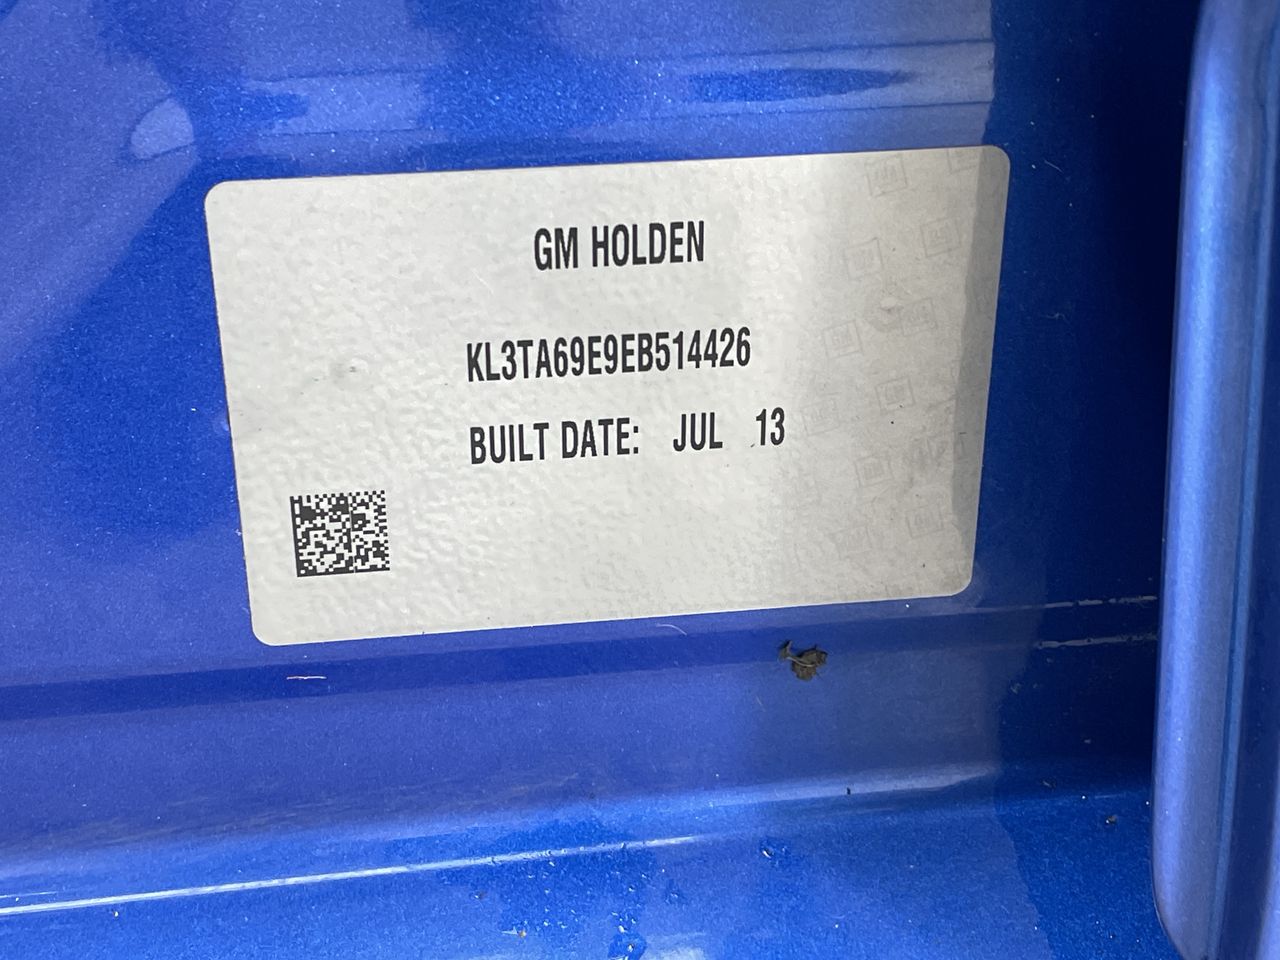 GM HOLDEN
KL3TA69E9EB514426
BUILT DATE: JUL 13